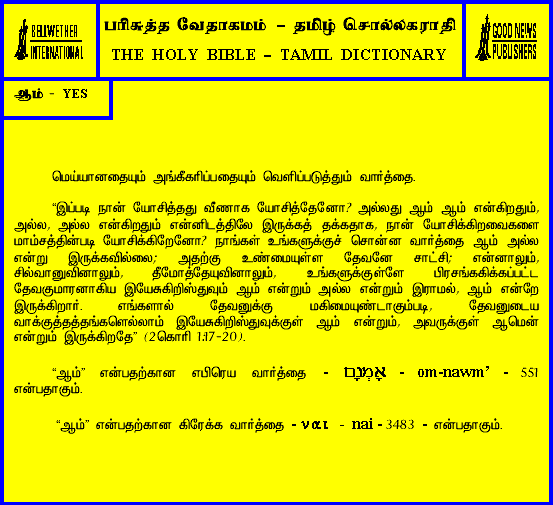 BELLWETHER
INTERNATIONAL
பரிசுத்த வேதாகமம் – தமிழ் சொல்லகராதி
THE HOLY BIBLE – TAMIL DICTIONARY
GOOD NEWS
PUBLISHERS
ஆம் - YES
மெய்யானதையும் அங்கீகரிப்பதையும் வெளிப்படுத்தும் வார்த்தை.
“இப்படி நான் யோசித்தது வீணாக யோசித்தேனோ? அல்லது ஆம் ஆம் என்கிறதும்,
அல்ல, அல்ல என்கிறதும் என்னிடத்திலே இருக்கத் தக்கதாக, நான் யோசிக்கிறவைகளை
மாம்சத்தின்படி யோசிக்கிறேனோ? நாங்கள் உங்களுக்குச் சொன்ன வார்த்தை ஆம் அல்ல
என்று இருக்கவில்லை; அதற்கு உண்மையுள்ள தேவனே சாட்சி; என்னாலும்,
சில்வானுவினாலும், தீமோத்தேயுவினாலும், உங்களுக்குள்ளே பிரசங்கிக்கப்பட்ட
தேவகுமாரனாகிய இயேசுகிறிஸ்துவும் ஆம் என்றும் அல்ல என்றும் இராமல், ஆம் என்றே
இருக்கிறார். எங்களால் தேவனுக்கு மகிமையுண்டாகும்படி, தேவனுடைய
வாக்குத்தத்தங்களெல்லாம் இயேசுகிறிஸ்துவுக்குள் ஆம் என்றும், அவருக்குள் ஆமென்
என்றும் இருக்கிறதே” (2கொரி 1:17-20).
“ஆம்” என்பதற்கான எபிரெய வார்த்தை - אָמְנָם - om-nawm’ - 551
என்பதாகும்.
“ஆம்” என்பதற்கான கிரேக்க வார்த்தை - ναι - nai - 3483 - என்பதாகும்.